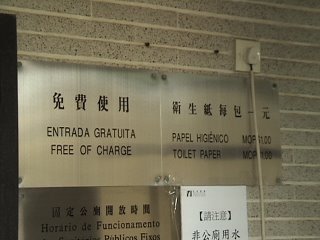 免費使用
ENTRADA GRATUITA
FREE OF CHARGE
衛生紙每包一元
PAPEL HIGIÉNICO MOP 1.00
TOILET PAPER MOP 1.00
固定公廁開放時間
Horário de Funcionamento
Públicos Fixos
【請注意】
非公廁用水